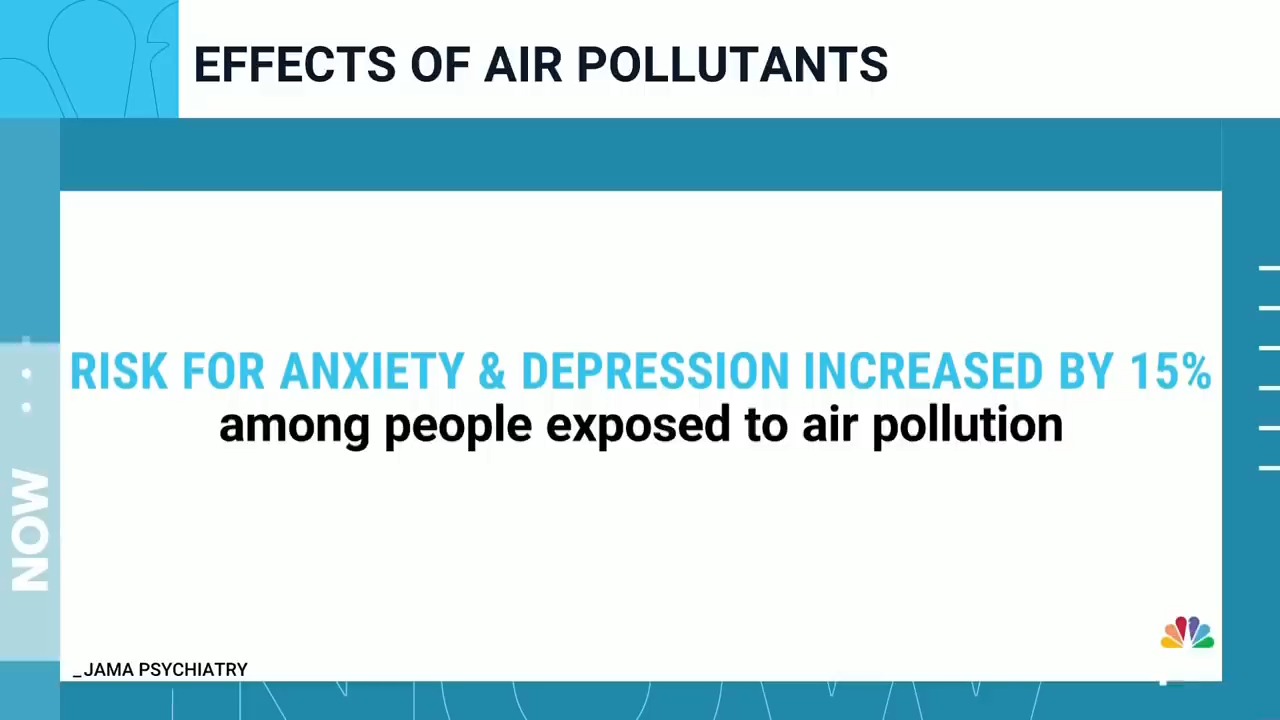 EFFECTS OF AIR POLLUTANTS
RISK FOR ANXIETY & DEPRESSION INCREASED BY 15%
among people exposed to air pollution
NOW
_JAMA PSYCHIATRY
NOW